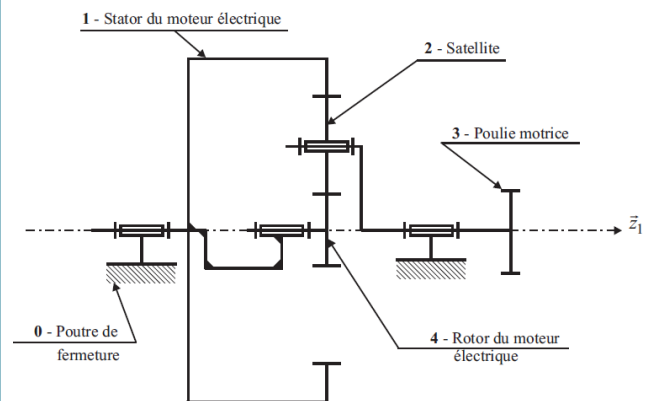 1 - Stator du moteur électrique
2 - Satellite
3 - Poulie motrice
z⃗1
0 - Poutre de
fermeture
4 - Rotor du moteur
électrique